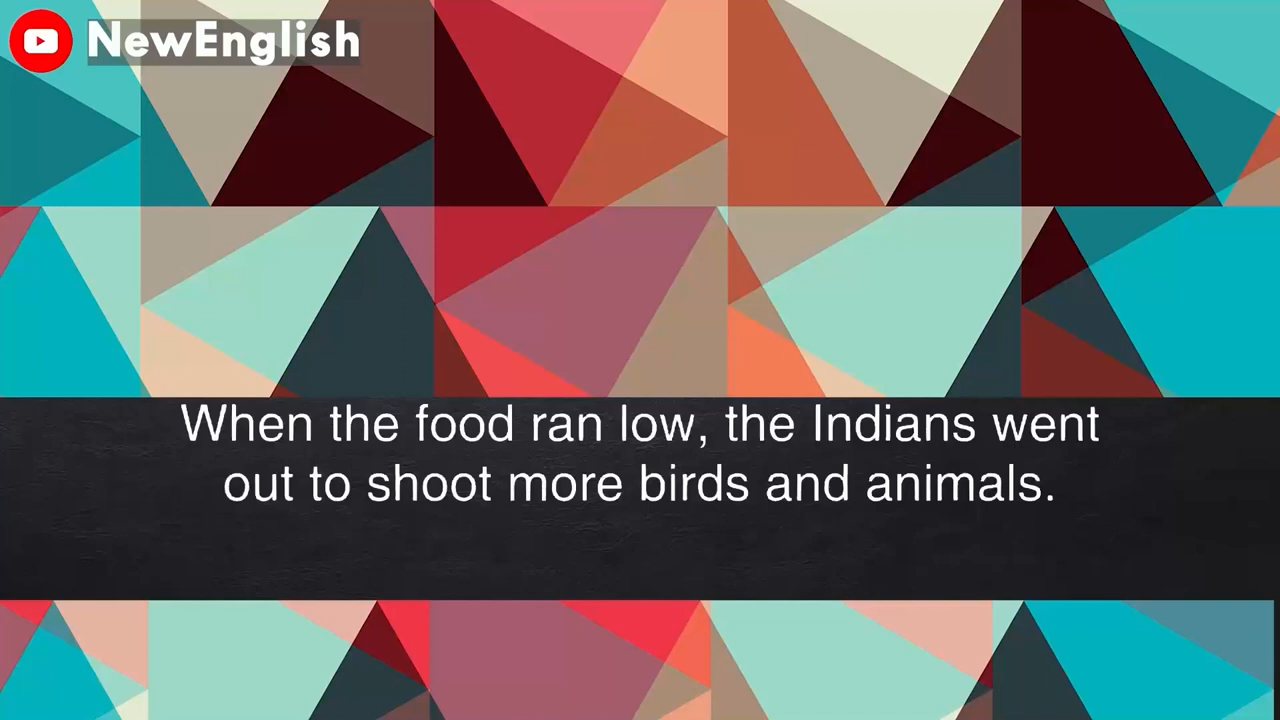 NewEnglish
When the food ran low, the Indians went
out to shoot more birds and animals.